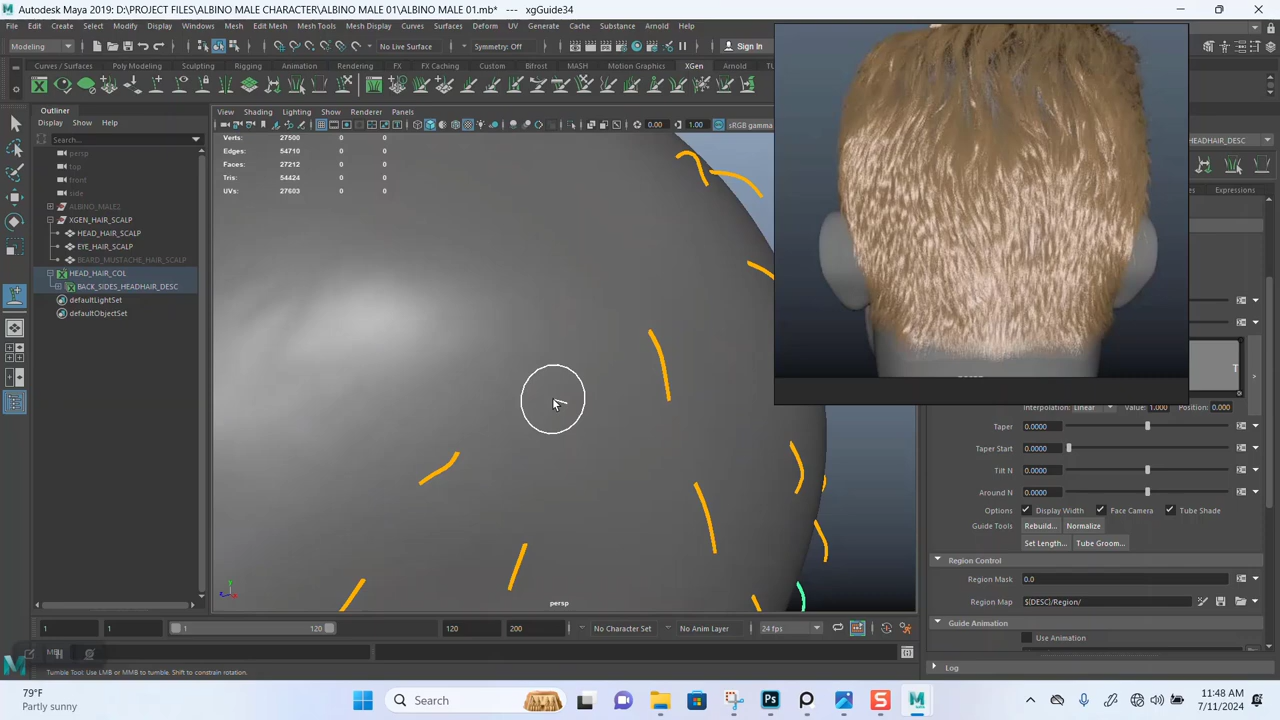 Autodesk Maya 2019: D:\PROJECT FILES\ALBINO MALE CHARACTER\ALBINO MALE 01\ALBINO MALE 01.mb* --- xgGuide34
File Edit Create Select Modify Display Windows Mesh Edit Mesh Mesh Tools Mesh Display Curves Surfaces Deform UV Generate Cache Substance Arnold Help
Modeling No Live Surface Symmetry: Off Sign In
Curves / Surfaces Poly Modeling Sculpting Rigging Animation Rendering FX FX Caching Custom Bifrost MASH Motion Graphics XGen Arnold
Outliner
Display Show Help
Search...
persp
top
front
side
ALBINO_MALE2
XGEN_HAIR_SCALP
HEAD_HAIR_SCALP
EYE_HAIR_SCALP
BEARD_MUSTACHE_HAIR_SCALP
HEAD_HAIR_COL
BACK_SIDES_HEADHAIR_DESC
defaultLightSet
defaultObjectSet
View Shading Lighting Show Renderer Panels
0.00 1.00 sRGB gamma
Verts: 27500 0 0
Edges: 54710 0 0
Faces: 27212 0 0
Tris: 54424 0 0
UVs: 27603 0 0
persp
HEADHAIR_DESC
Expressions
Interpolation: Linear Value: 1.000 Position: 0.000
Taper 0.0000
Taper Start 0.0000
Tilt N 0.0000
Around N 0.0000
Options Display Width Face Camera Tube Shade
Guide Tools Rebuild... Normalize
Set Length... Tube Groom...
Region Control
Region Mask 0.0
Region Map ${DESC}/Region/
Guide Animation
Use Animation
Log
1 1 1 120 120 200 No Character Set No Anim Layer 24 fps
Tumble Tool: Use LMB or MMB to tumble. Shift to constrain rotation.
79°F
Partly sunny
Search
11:48 AM
7/11/2024